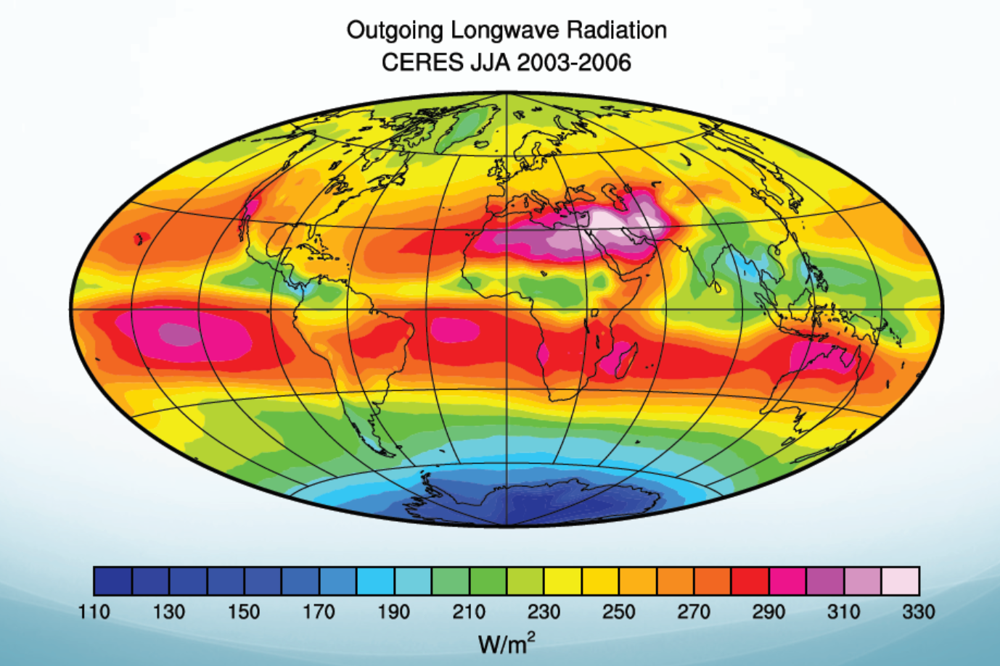 Outgoing Longwave Radiation
CERES JJA 2003-2006
110 130 150 170 190 210 230 250 270 290 310 330
W/m²